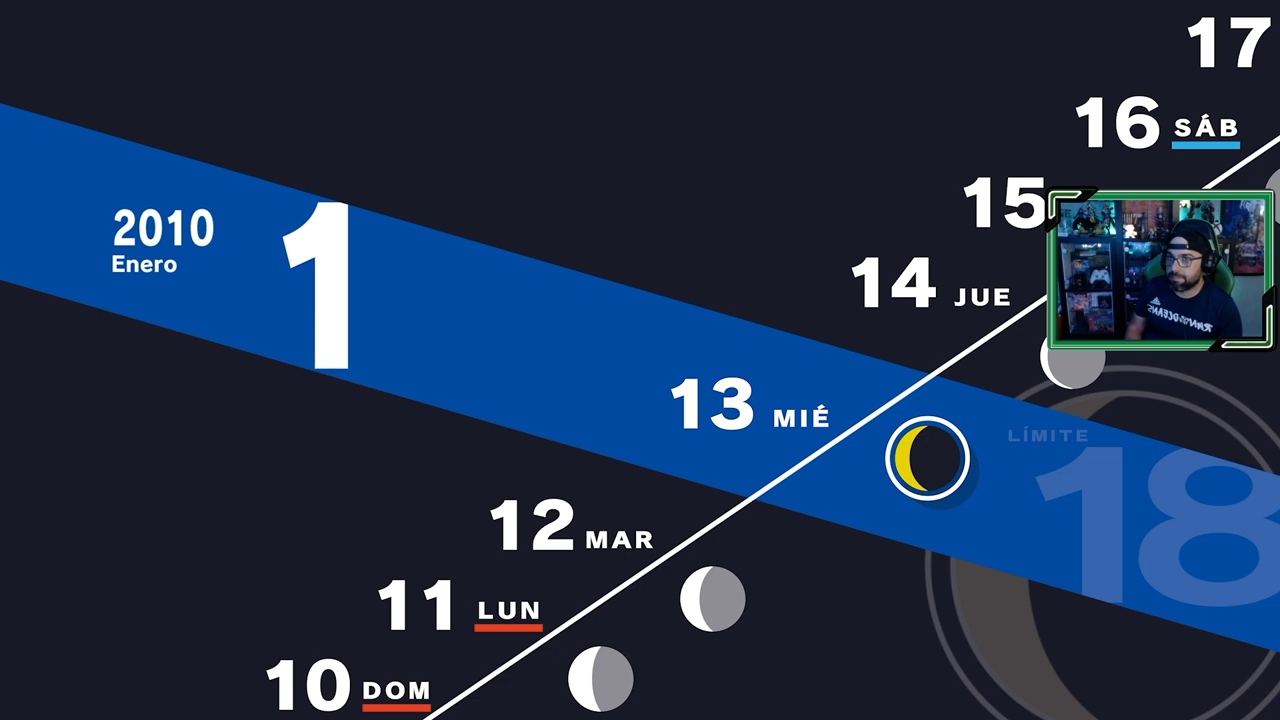 17
16 SÁB
15
14 JUE
2010
Enero
1
13 MIÉ
LÍMITE
18
12 MAR
11 LUN
10 DOM